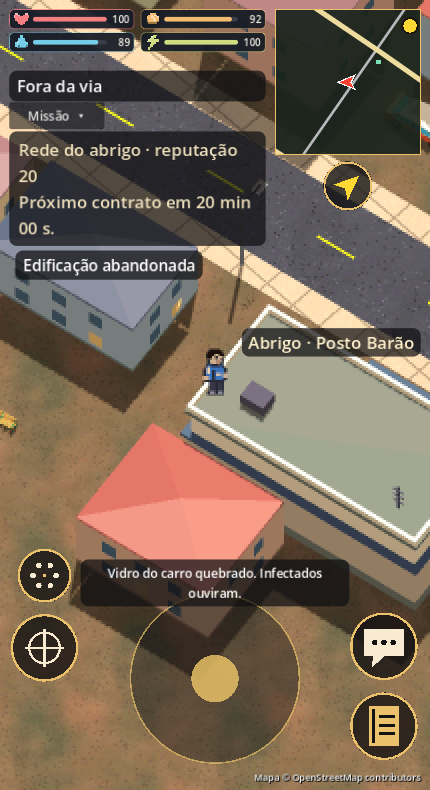 100
92
89
100
Fora da via
Missão
Rede do abrigo · reputação
20
Próximo contrato em 20 min
00 s.
Edificação abandonada
Abrigo · Posto Barão
Vidro do carro quebrado. Infectados
ouviram.
Mapa © OpenStreetMap contributors